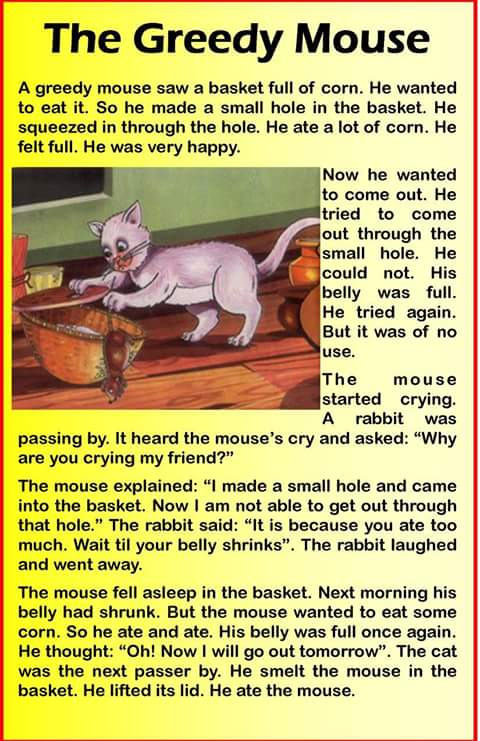 The Greedy Mouse
A greedy mouse saw a basket full of corn. He wanted
to eat it. So he made a small hole in the basket. He
squeezed in through the hole. He ate a lot of corn. He
felt full. He was very happy.
Now he wanted
to come out. He
tried to come
out through the
small hole. He
could not. His
belly was full.
He tried again.
But it was of no
use.
The mouse
started crying.
A rabbit was
passing by. It heard the mouse's cry and asked: “Why
are you crying my friend?”
The mouse explained: “I made a small hole and came
into the basket. Now I am not able to get out through
that hole.” The rabbit said: “It is because you ate too
much. Wait til your belly shrinks”. The rabbit laughed
and went away.
The mouse fell asleep in the basket. Next morning his
belly had shrunk. But the mouse wanted to eat some
corn. So he ate and ate. His belly was full once again.
He thought: “Oh! Now I will go out tomorrow”. The cat
was the next passer by. He smelt the mouse in the
basket. He lifted its lid. He ate the mouse.